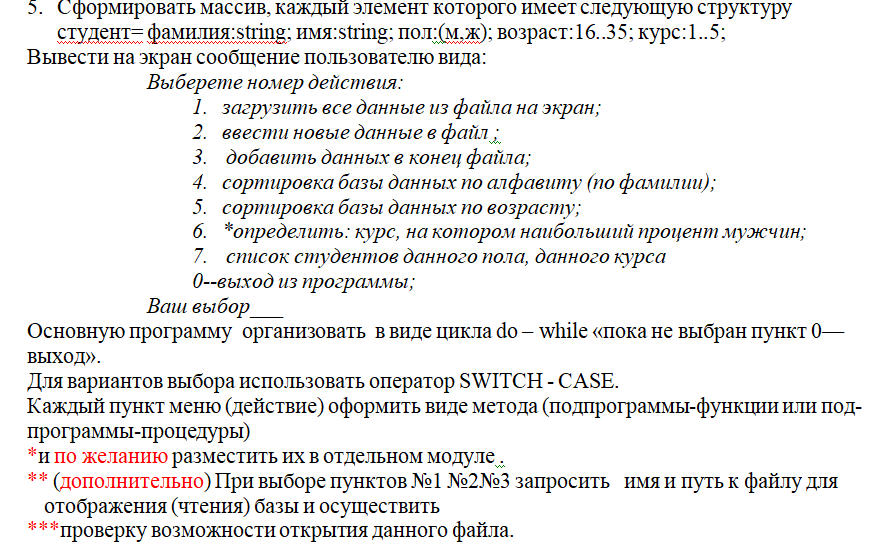 5. Сформировать массив, каждый элемент которого имеет следующую структуру
студент= фамилия:string; имя:string; пол:(м,ж); возраст:16..35; курс:1..5;
Вывести на экран сообщение пользователю вида:
Выберете номер действия:
1. загрузить все данные из файла на экран;
2. ввести новые данные в файл ;
3. добавить данных в конец файла;
4. сортировка базы данных по алфавиту (по фамилии);
5. сортировка базы данных по возрасту;
6. *определить: курс, на котором наибольший процент мужчин;
7. список студентов данного пола, данного курса
0--выход из программы;
Ваш выбор___
Основную программу организовать в виде цикла do – while «пока не выбран пункт 0—
выход».
Для вариантов выбора использовать оператор SWITCH - CASE.
Каждый пункт меню (действие) оформить виде метода (подпрограммы-функции или под-
программы-процедуры)
*и по желанию разместить их в отдельном модуле .
** (дополнительно) При выборе пунктов №1 №2№3 запросить имя и путь к файлу для
отображения (чтения) базы и осуществить
***проверку возможности открытия данного файла.